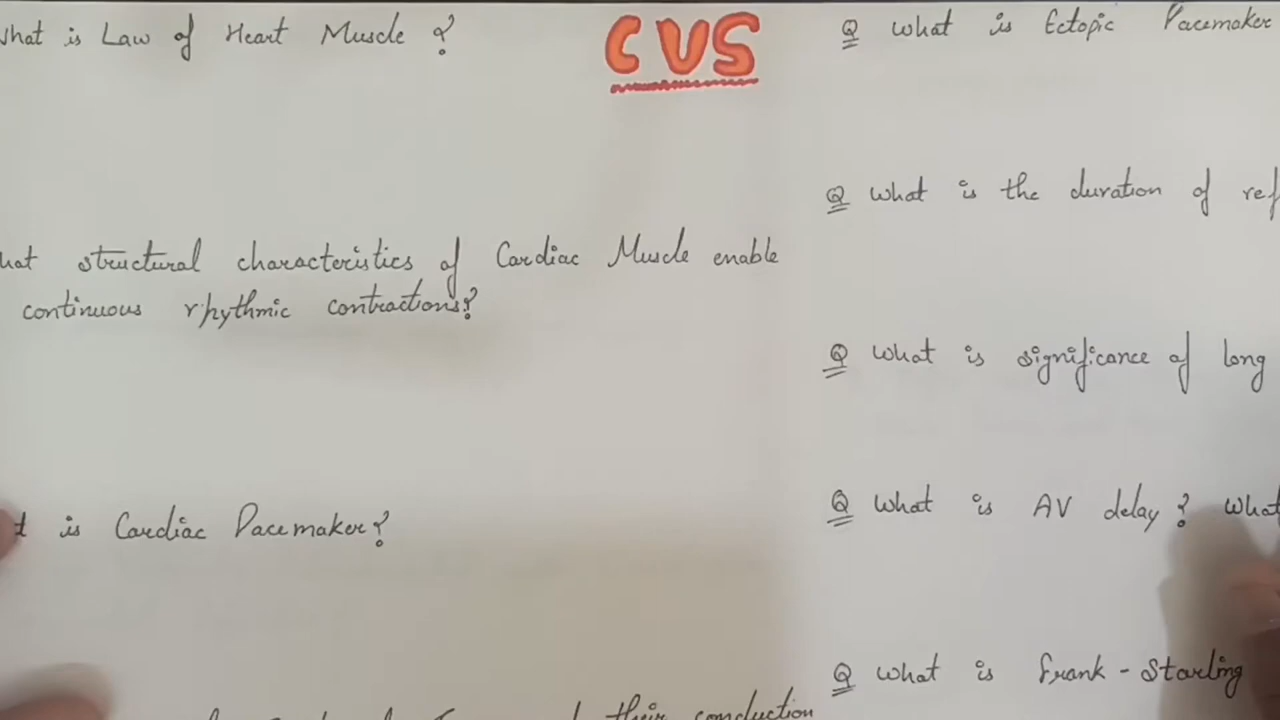 What is Law of Heart Muscle ?
CVS
structural characteristics of Cardiac Muscle enable
continuous rhythmic contractions?
is Cardiac Pacemaker?
their conduction
Q What is Ectopic Pacemaker
Q What is the duration of ref
Q What is significance of long
Q What is AV delay? What
Q What is Frank - Starling